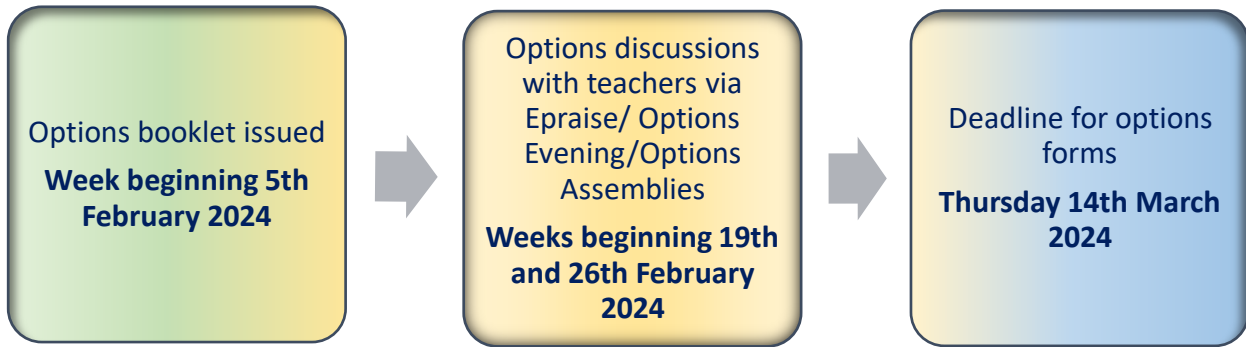 Options booklet issued
Week beginning 5th
February 2024
Options discussions
with teachers via
Epraise/ Options
Evening/Options
Assemblies
Weeks beginning 19th
and 26th February
2024
Deadline for options
forms
Thursday 14th March
2024